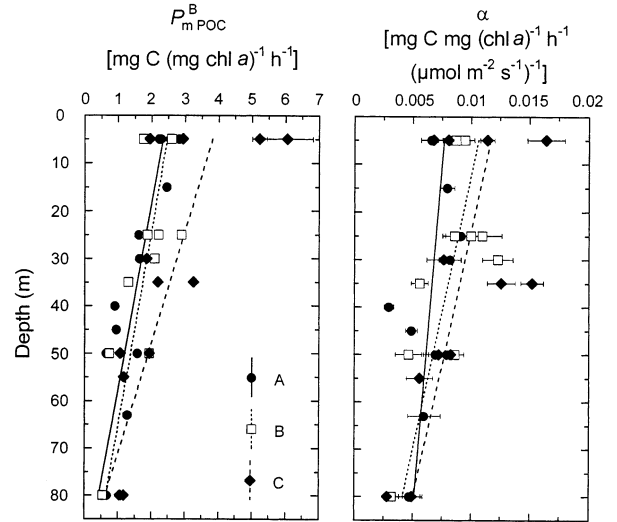 P B m POC
[mg C (mg chl a)-1 h-1]
α
[mg C mg (chl a)-1 h-1
(µmol m-2 s-1)-1]
0 1 2 3 4 5 6 7
0 0.005 0.01 0.015 0.02
Depth (m)
0
10
20
30
40
50
60
70
80
A
B
C